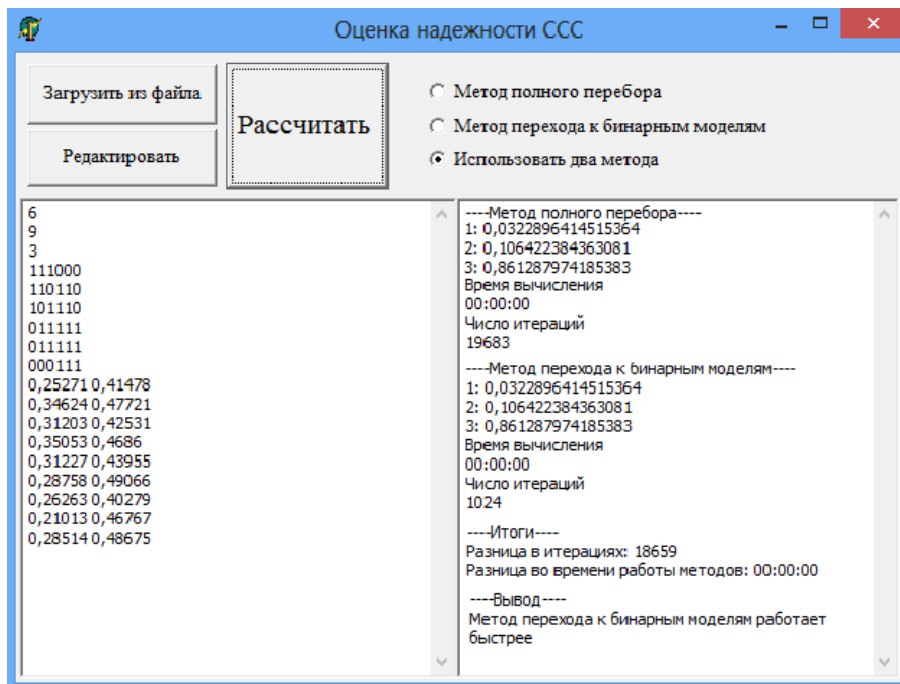 Оценка надежности ССС
Загрузить из файла
Редактировать
Рассчитать
Метод полного перебора
Метод перехода к бинарным моделям
Использовать два метода
6
9
3
111000
110110
101110
011111
011111
000111
0,25271 0,41478
0,34624 0,47721
0,31203 0,42531
0,35053 0,4686
0,31227 0,43955
0,28758 0,49066
0,26263 0,40279
0,21013 0,46767
0,28514 0,48675
----Метод полного перебора----
1: 0,0322896414515364
2: 0,106422384363081
3: 0,861287974185383
Время вычисления
00:00:00
Число итераций
19683
----Метод перехода к бинарным моделям----
1: 0,0322896414515364
2: 0,106422384363081
3: 0,861287974185383
Время вычисления
00:00:00
Число итераций
1024
----Итоги----
Разница в итерациях: 18659
Разница во времени работы методов: 00:00:00
----Вывод----
Метод перехода к бинарным моделям работает
быстрее